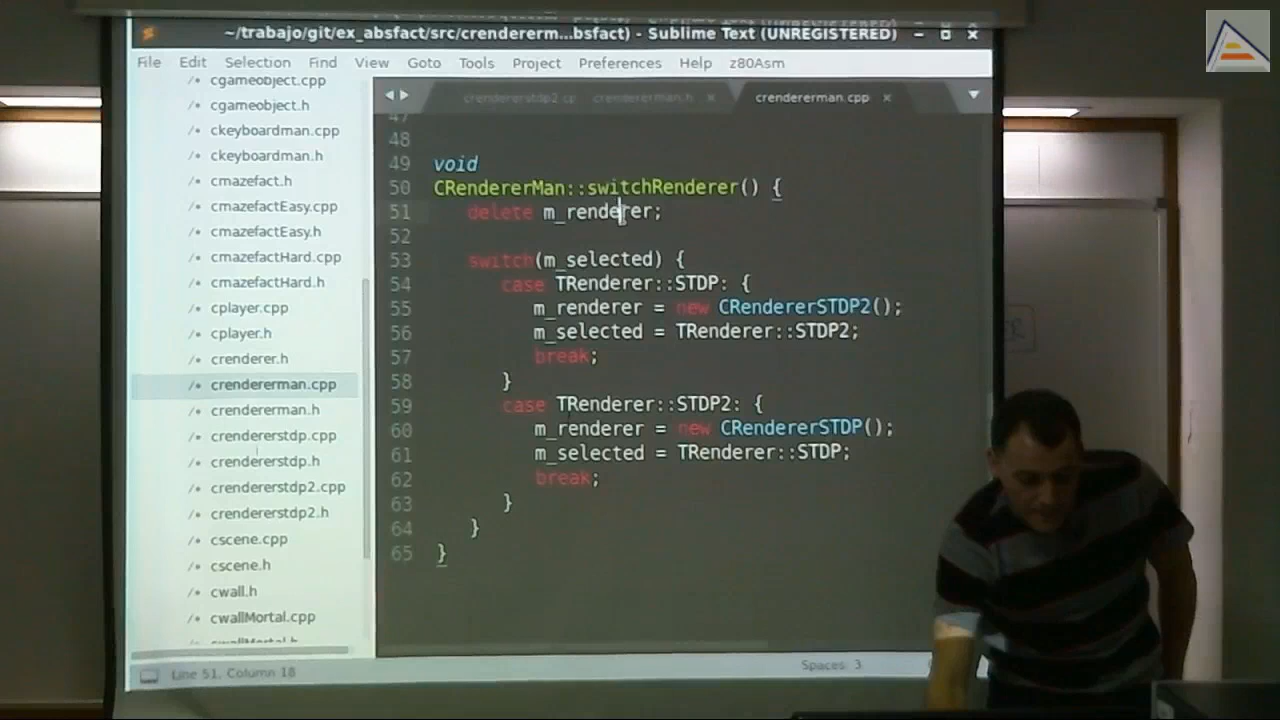 ~/trabajo/git/ex_absfact/src/crendererm...bsfact) - Sublime Text (UNREGISTERED)
File Edit Selection Find View Goto Tools Project Preferences Help z80Asm
cgameobject.cpp
cgameobject.h
ckeyboardman.cpp
ckeyboardman.h
cmazefact.h
cmazefactEasy.cpp
cmazefactEasy.h
cmazefactHard.cpp
cmazefactHard.h
cplayer.cpp
cplayer.h
crenderer.h
crendererman.cpp
crendererman.h
crendererstdp.cpp
crendererstdp.h
crendererstdp2.cpp
crendererstdp2.h
cscene.cpp
cscene.h
cwall.h
cwallMortal.cpp
cwallMortal.h
crendererstdp2.cp crendererman.h crendererman.cpp
47
48
49 void
50 CRendererMan::switchRenderer() {
51 delete m_renderer;
52
53 switch(m_selected) {
54 case TRenderer::STDP: {
55 m_renderer = new CRendererSTDP2();
56 m_selected = TRenderer::STDP2;
57 break;
58 }
59 case TRenderer::STDP2: {
60 m_renderer = new CRendererSTDP();
61 m_selected = TRenderer::STDP;
62 break;
63 }
64 }
65 }
Line 51, Column 18 Spaces: 3